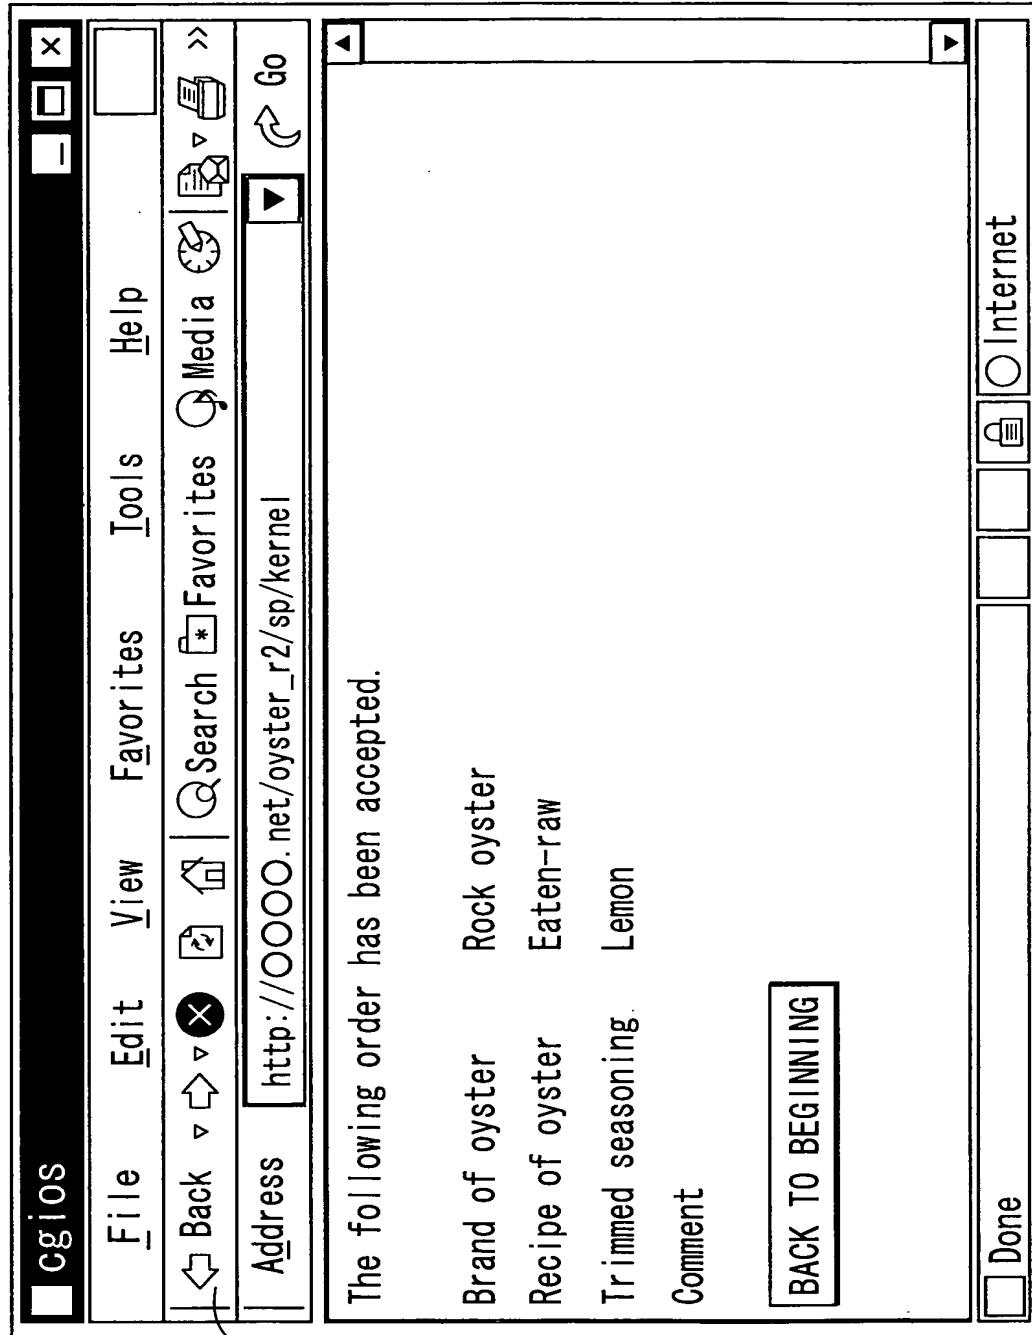 cgios
File Edit View Favorites Tools Help
Back Search Favorites Media »
Address http://OOOO.net/oyster_r2/sp/kernel Go
The following order has been accepted.
Brand of oyster Rock oyster
Recipe of oyster Eaten-raw
Trimmed seasoning Lemon
Comment
BACK TO BEGINNING
Done Internet